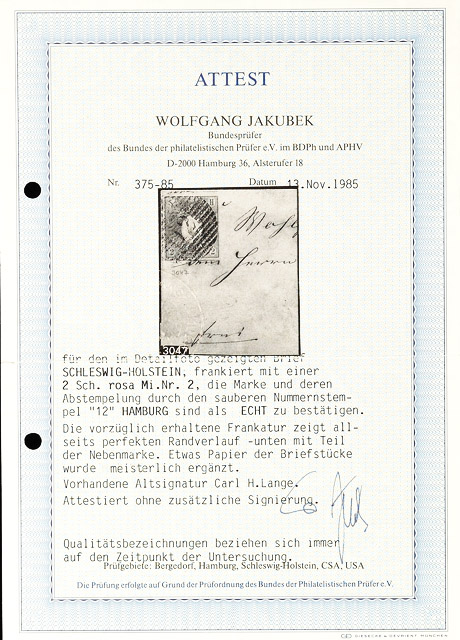 ATTEST
WOLFGANG JAKUBEK
Bundesprüfer
des Bundes der philatelistischen Prüfer e.V. im BDPh und APHV
D-2000 Hamburg 36, Alsterufer 18
Nr. 375-85 Datum 13.Nov.1985
Herrn
3047
für den im Detailfoto gezeigten Brief
SCHLESWIG-HOLSTEIN, frankiert mit einer
2 Sch. rosa Mi.Nr. 2, die Marke und deren
Abstempelung durch den sauberen Nummernstem-
pel "12" HAMBURG sind als ECHT zu bestätigen.
Die vorzüglich erhaltene Frankatur zeigt all-
seits perfekten Randverlauf -unten mit Teil
der Nebenmarke. Etwas Papier der Briefstücke
wurde meisterlich ergänzt.
Vorhandene Altsignatur Carl H.Lange.
Attestiert ohne zusätzliche Signierung.
Qualitätsbezeichnungen beziehen sich immer
auf den Zeitpunkt der Untersuchung.
Prüfgebiete: Bergedorf, Hamburg, Schleswig-Holstein, CSA, USA
Die Prüfung erfolgte auf Grund der Prüfordnung des Bundes der Philatelistischen Prüfer e.V.
GIESECKE & DEVRIENT MÜNCHEN